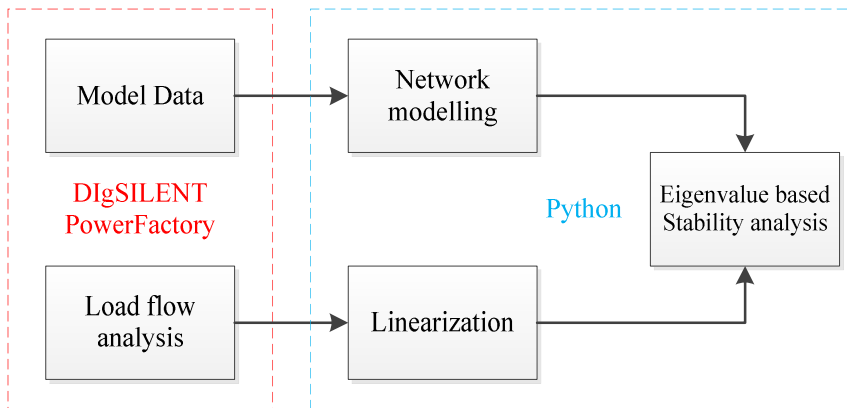 Model Data
Network
modelling
DIgSILENT
PowerFactory
Python
Eigenvalue based
Stability analysis
Load flow
analysis
Linearization